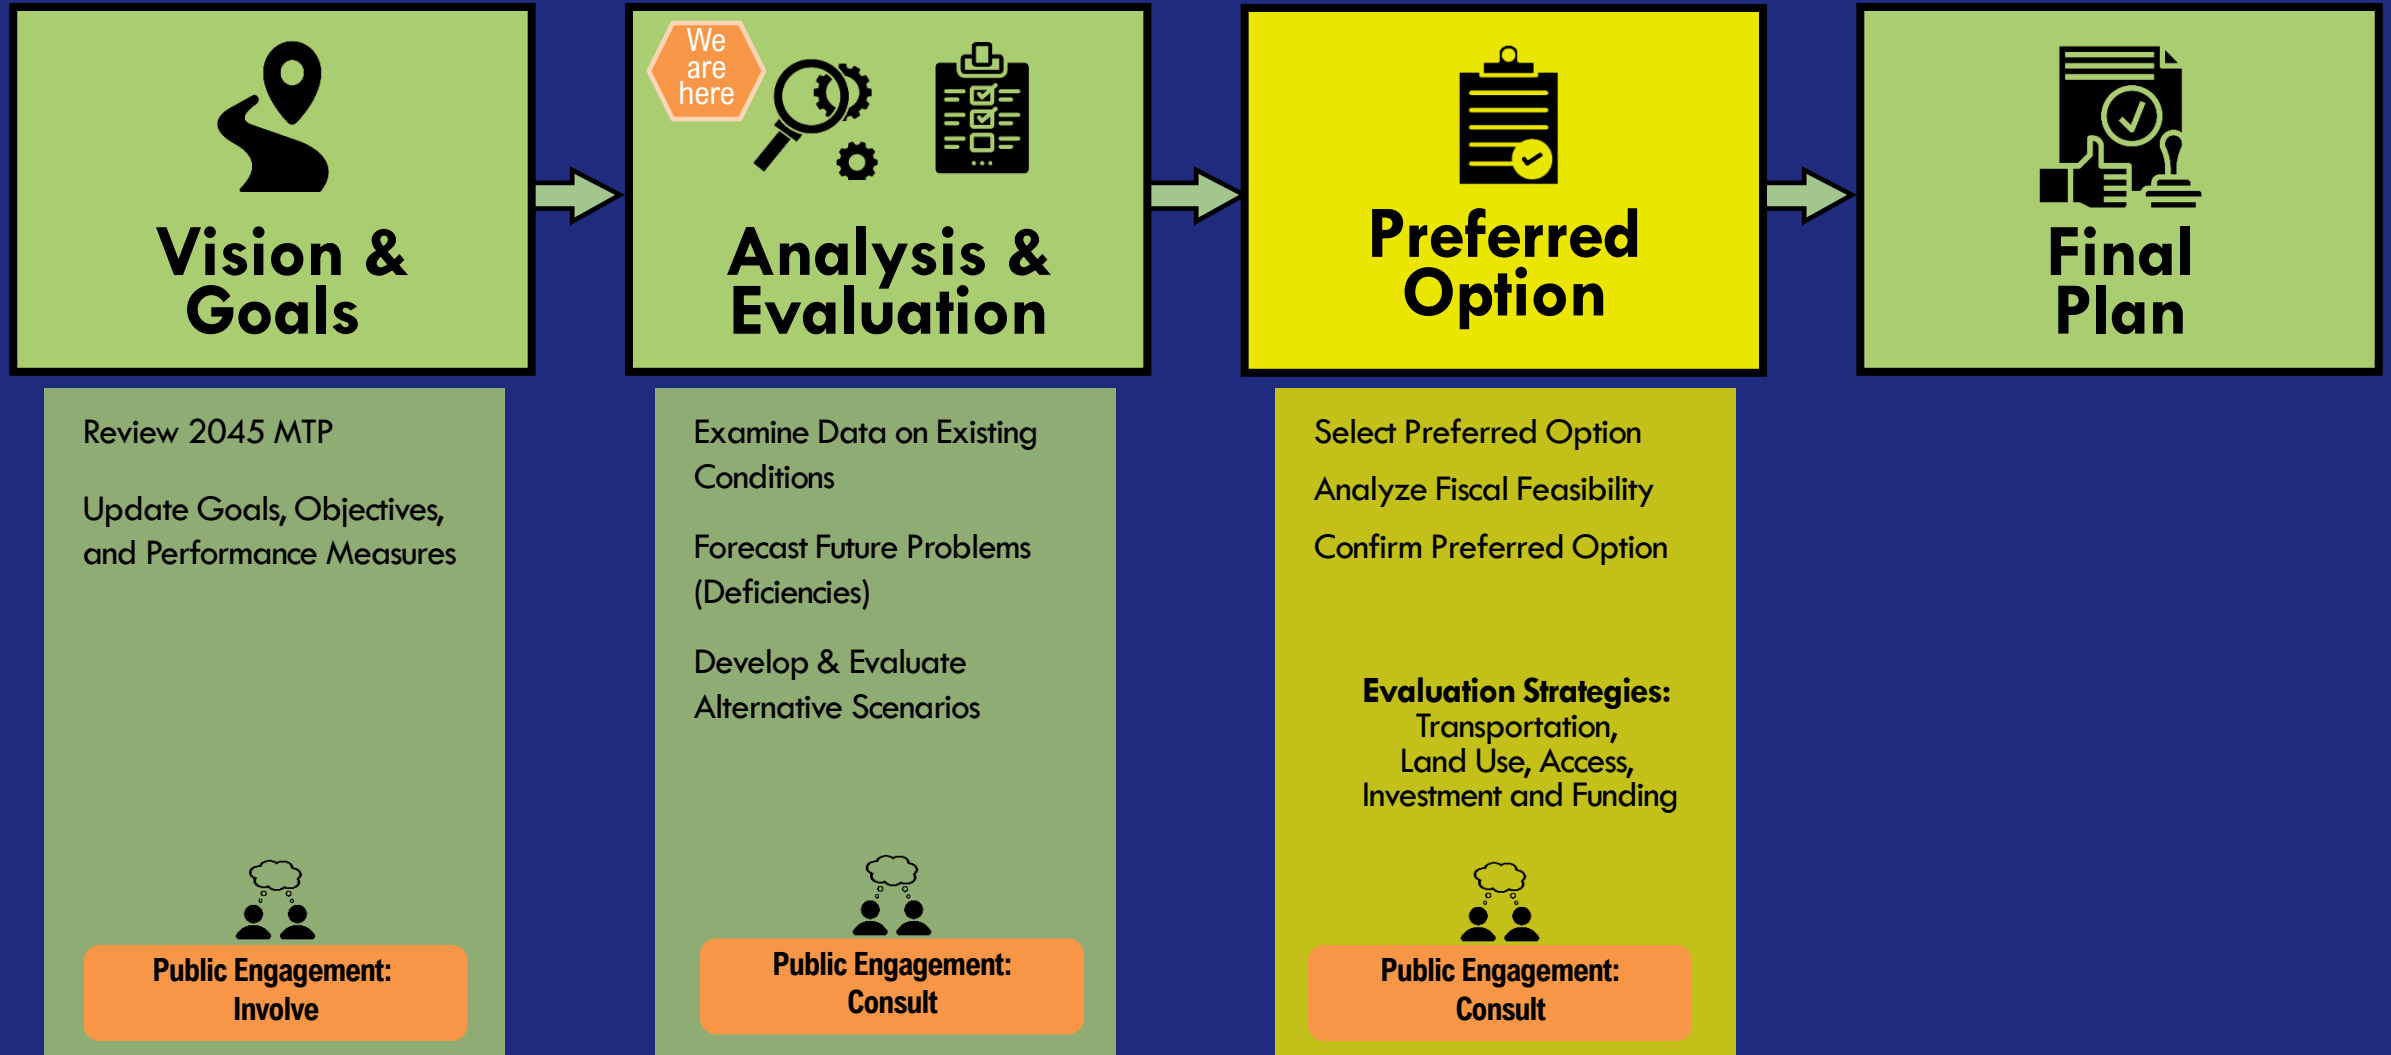 Vision &
Goals
We
are
here
Analysis &
Evaluation
Preferred
Option
Final
Plan
Review 2045 MTP
Update Goals, Objectives,
and Performance Measures
Public Engagement:
Involve
Examine Data on Existing
Conditions
Forecast Future Problems
(Deficiencies)
Develop & Evaluate
Alternative Scenarios
Public Engagement:
Consult
Select Preferred Option
Analyze Fiscal Feasibility
Confirm Preferred Option
Evaluation Strategies:
Transportation,
Land Use, Access,
Investment and Funding
Public Engagement:
Consult